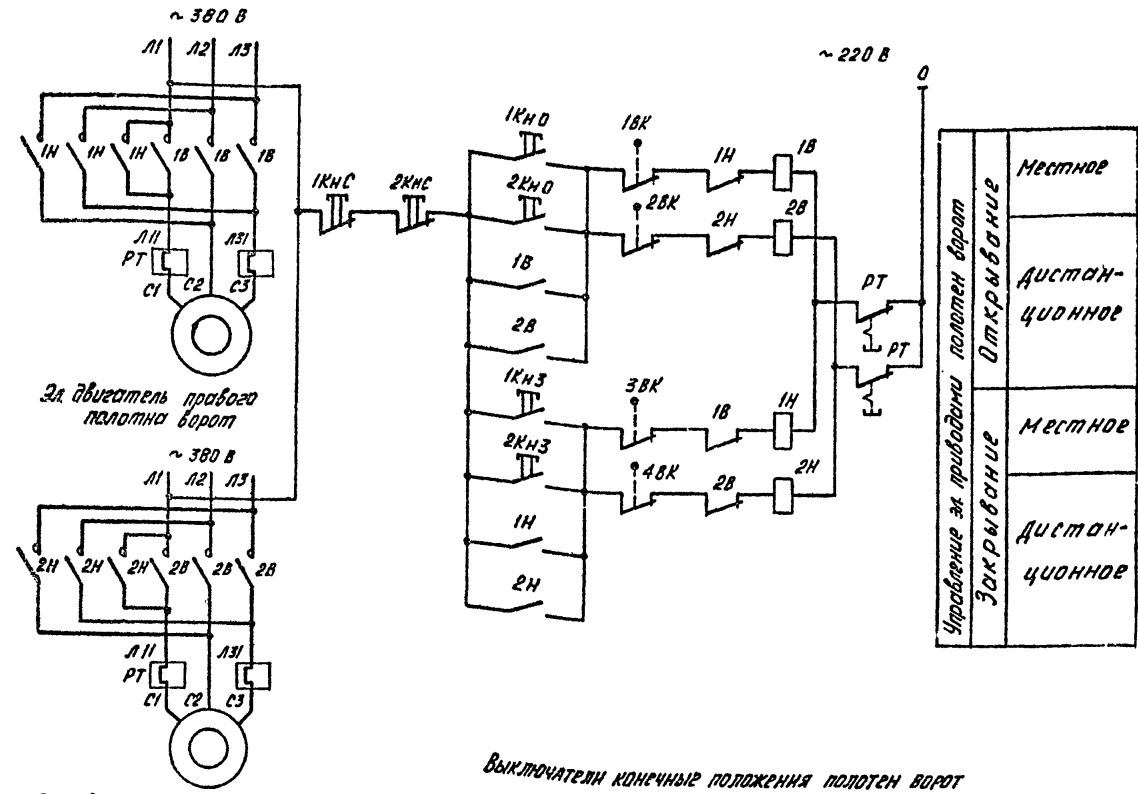 ~ 380 В
Л1 Л2 Л3
1Н 1Н 1Н 1В 1В 1В
Л11 Л31
РТ
С1 С2 С3
Эл. двигатель правого
полотна ворот
~ 380 В
Л1 Л2 Л3
2Н 2Н 2Н 2В 2В 2В
Л11 Л31
РТ
С1 С2 С3
1КнС 2КнС
~ 220 В
0
1КнО 1ВК 1Н 1В
2КнО 2ВК 2Н 2В
1В
2В
РТ
РТ
1КнЗ 3ВК 1В 1Н
2КнЗ 4ВК 2В 2Н
1Н
2Н
Управление эл. приводами полотен ворот
Открывание
Местное
Дистан-
ционное
Закрывание
Местное
Дистан-
ционное
Выключатели конечные положения полотен ворот